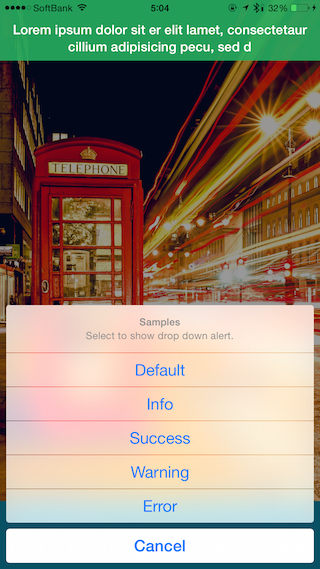 SoftBank 5:04 32%
Lorem ipsum dolor sit er elit lamet, consectetaur
cillium adipisicing pecu, sed d
TELEPHONE
Samples
Select to show drop down alert.
Default
Info
Success
Warning
Error
Cancel